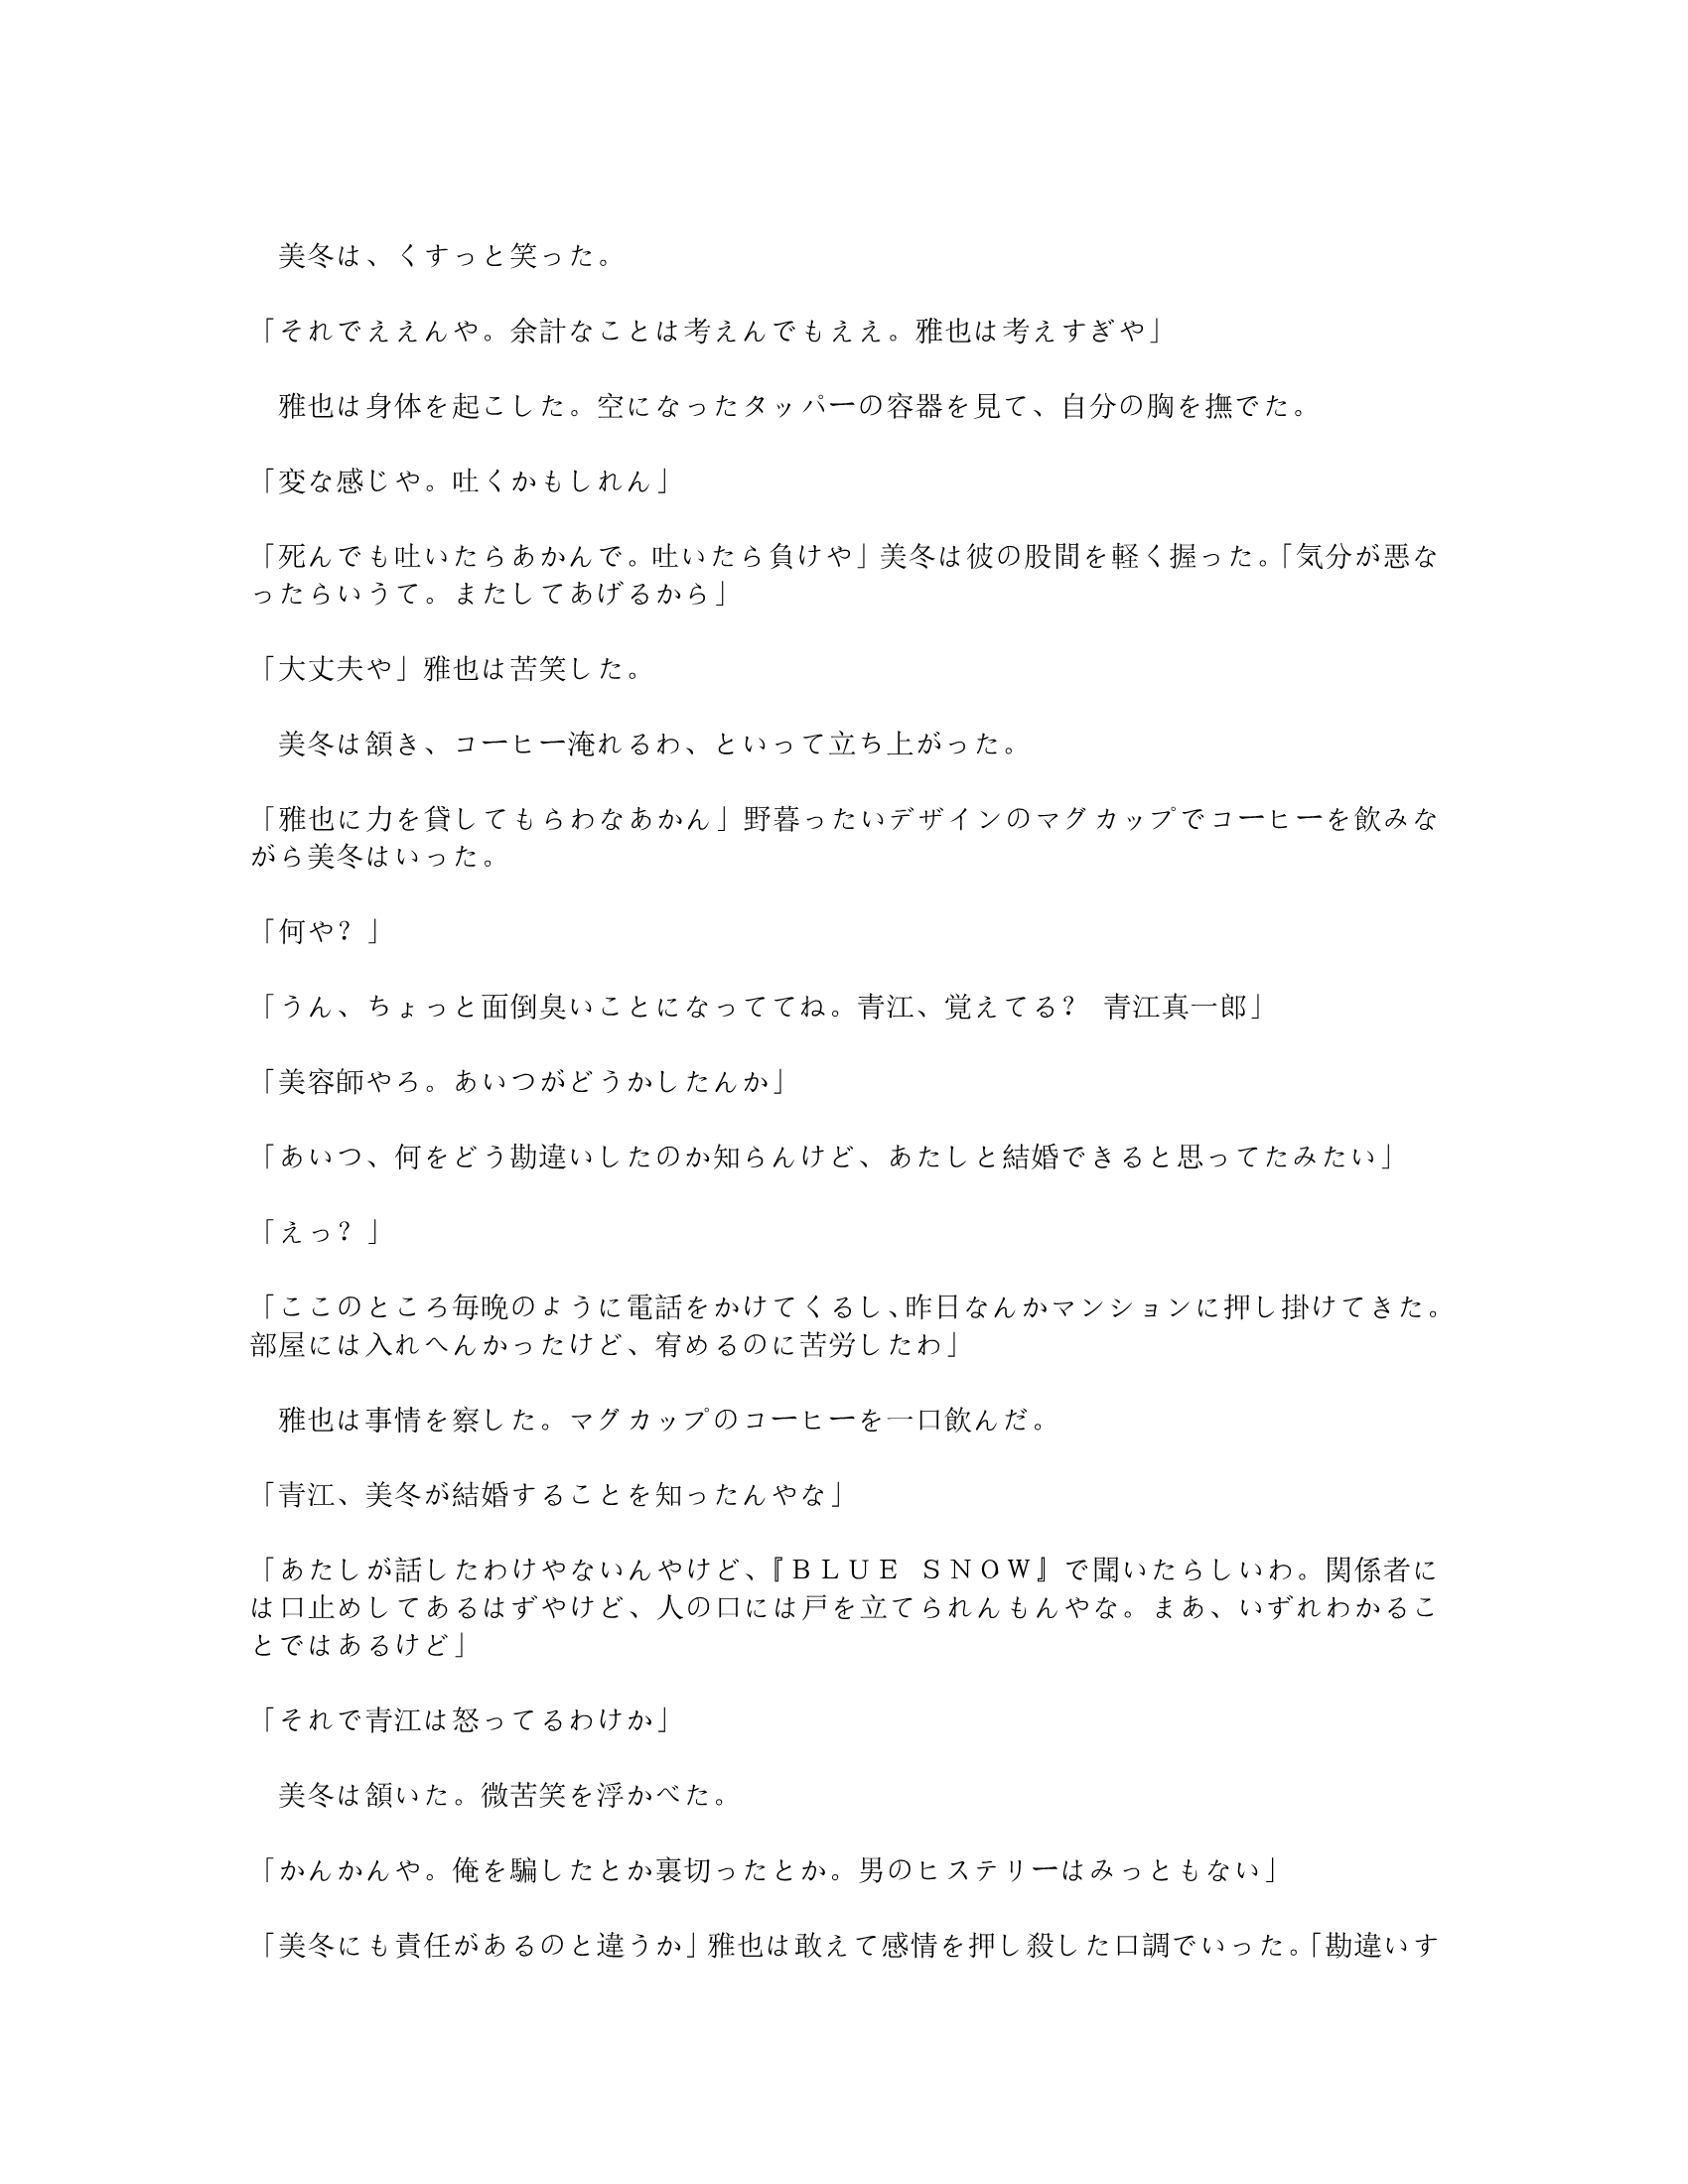 美冬は、くすっと笑った。
「それでええんや。余計なことは考えんでもええ。雅也は考えすぎや」
雅也は身体を起こした。空になったタッパーの容器を見て、自分の胸を撫でた。
「変な感じや。吐くかもしれん」
「死んでも吐いたらあかんで。吐いたら負けや」美冬は彼の股間を軽く握った。「気分が悪な
ったらいうて。またしてあげるから」
「大丈夫や」雅也は苦笑した。
美冬は頷き、コーヒー淹れるわ、といって立ち上がった。
「雅也に力を貸してもらわなあかん」野暮ったいデザインのマグカップでコーヒーを飲みな
がら美冬はいった。
「何や？」
「うん、ちょっと面倒臭いことになっててね。青江、覚えてる？　青江真一郎」
「美容師やろ。あいつがどうかしたんか」
「あいつ、何をどう勘違いしたのか知らんけど、あたしと結婚できると思ってたみたい」
「えっ？」
「ここのところ毎晩のように電話をかけてくるし、昨日なんかマンションに押し掛けてきた。
部屋には入れへんかったけど、宥めるのに苦労したわ」
雅也は事情を察した。マグカップのコーヒーを一口飲んだ。
「青江、美冬が結婚することを知ったんやな」
「あたしが話したわけやないんやけど、『ＢＬＵＥ　ＳＮＯＷ』で聞いたらしいわ。関係者に
は口止めしてあるはずやけど、人の口には戸を立てられんもんやな。まあ、いずれわかるこ
とではあるけど」
「それで青江は怒ってるわけか」
美冬は頷いた。微苦笑を浮かべた。
「かんかんや。俺を騙したとか裏切ったとか。男のヒステリーはみっともない」
「美冬にも責任があるのと違うか」雅也は敢えて感情を押し殺した口調でいった。「勘違いす